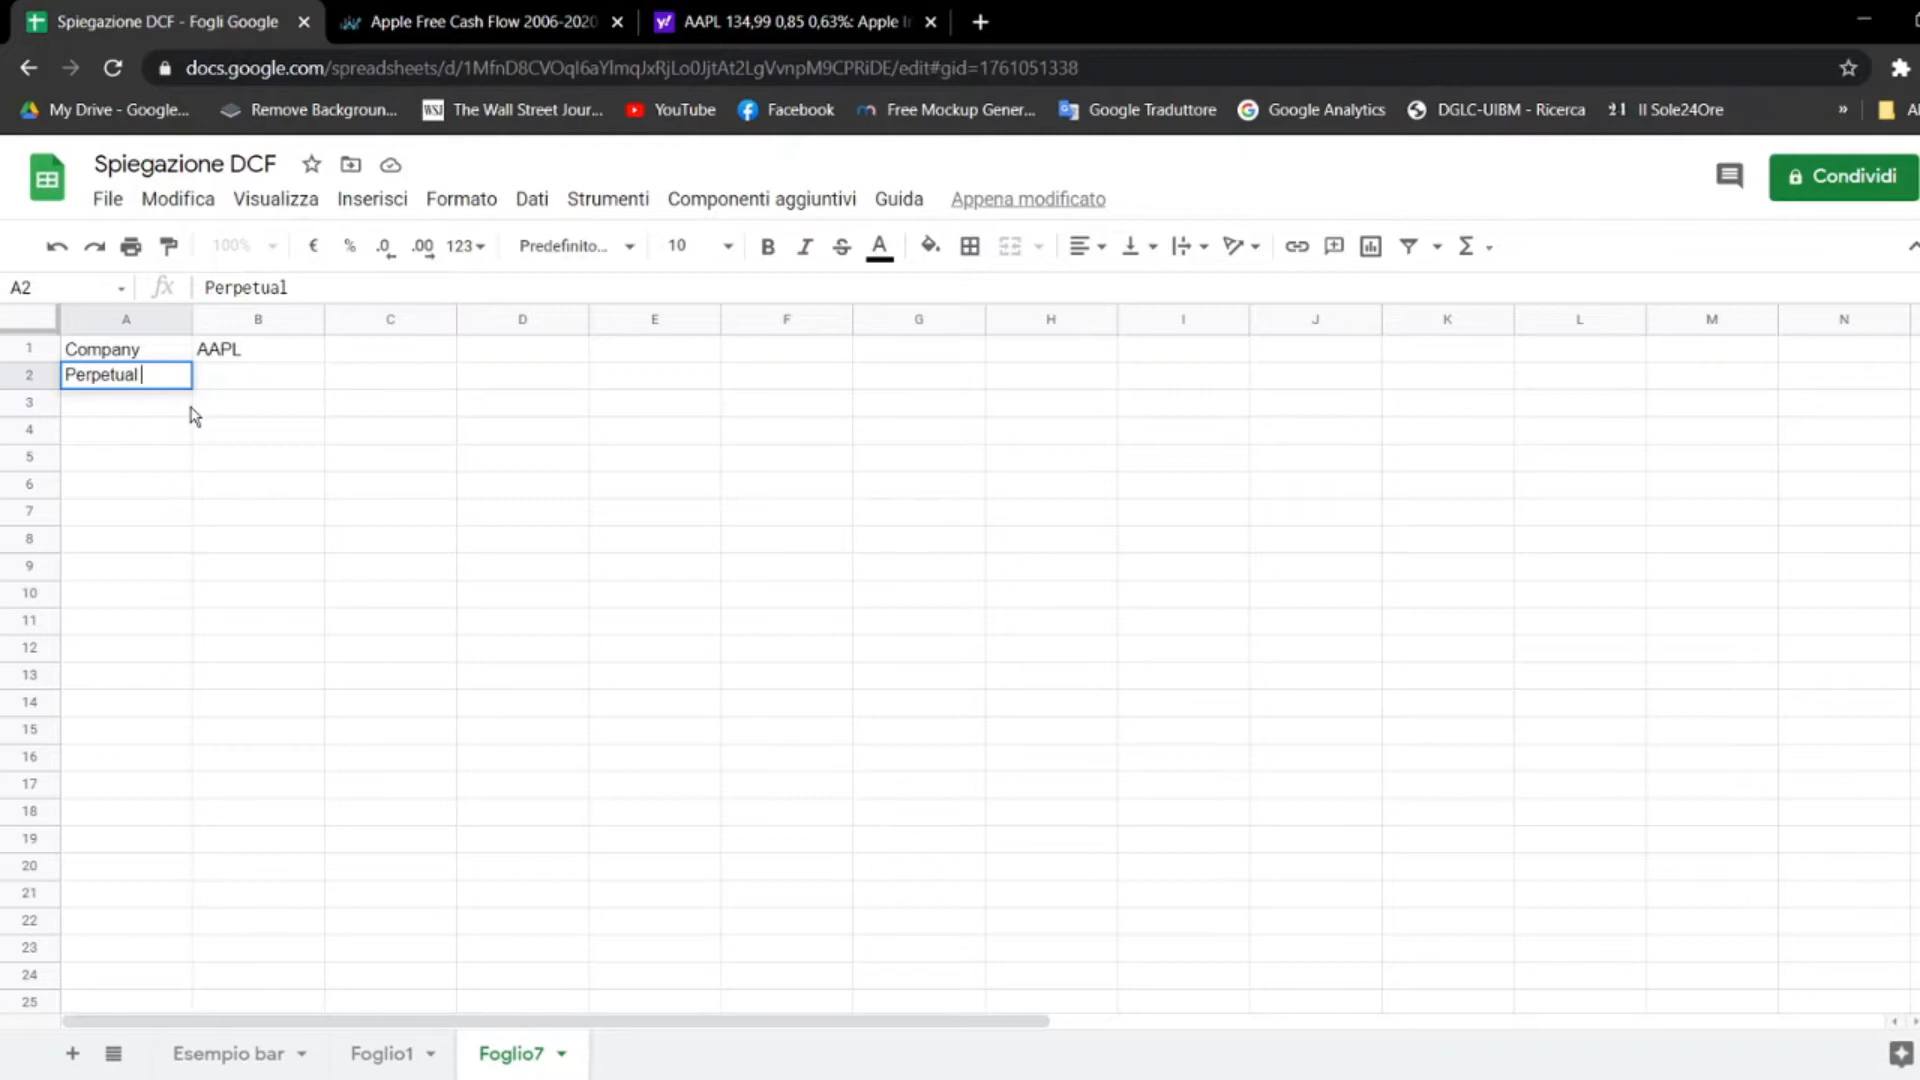 Spiegazione DCF - Fogli Google
Apple Free Cash Flow 2006-2020
AAPL 134,99 0,85 0,63%: Apple I
docs.google.com/spreadsheets/d/1MfnD8CVOqI6aYlmqJxRjLo0JjtAt2LgVvnpM9CPRiDE/edit#gid=1761051338
My Drive - Google...
Remove Backgroun...
WSJ The Wall Street Jour...
YouTube
Facebook
Free Mockup Gener...
Google Traduttore
Google Analytics
DGLC-UIBM - Ricerca
Il Sole24Ore
»
Spiegazione DCF
Condividi
File Modifica Visualizza Inserisci Formato Dati Strumenti Componenti aggiuntivi Guida Appena modificato
100% € % .0 .00 123 Predefinito... 10 B I S A Σ
A2 fx Perpetual
A B C D E F G H I J K L M N
1 Company AAPL
2 Perpetual
3
4
5
6
7
8
9
10
11
12
13
14
15
16
17
18
19
20
21
22
23
24
25
Esempio bar Foglio1 Foglio7